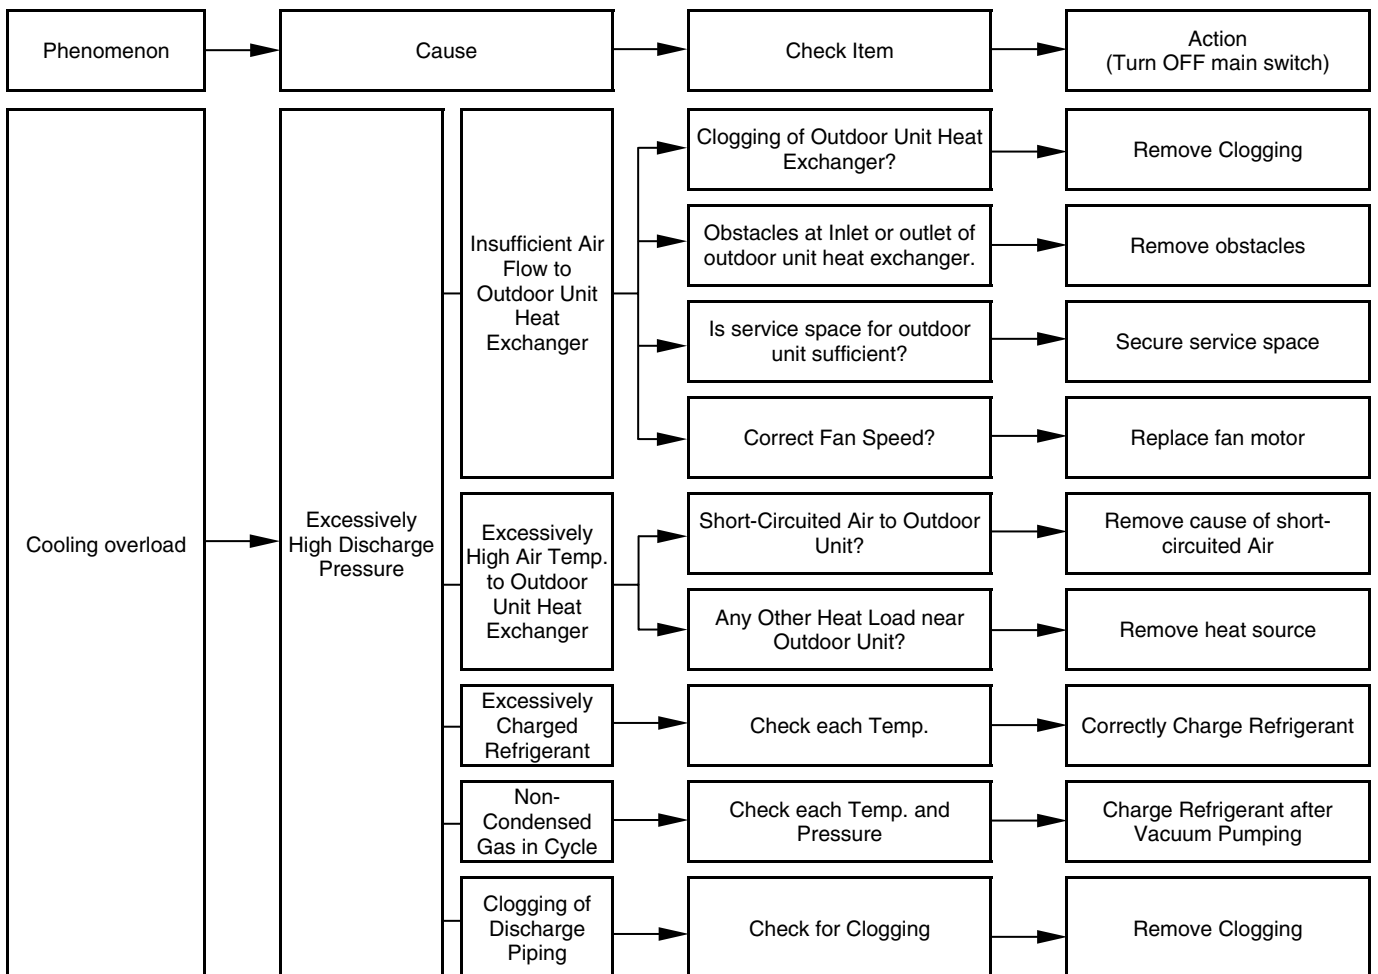 Phenomenon
Cause
Check Item
Action
(Turn OFF main switch)
Cooling overload
Excessively
High Discharge
Pressure
Insufficient Air
Flow to
Outdoor Unit
Heat
Exchanger
Clogging of Outdoor Unit Heat
Exchanger?
Remove Clogging
Obstacles at Inlet or outlet of
outdoor unit heat exchanger.
Remove obstacles
Is service space for outdoor
unit sufficient?
Secure service space
Correct Fan Speed?
Replace fan motor
Excessively
High Air Temp.
to Outdoor
Unit Heat
Exchanger
Short-Circuited Air to Outdoor
Unit?
Remove cause of short-
circuited Air
Any Other Heat Load near
Outdoor Unit?
Remove heat source
Excessively
Charged
Refrigerant
Check each Temp.
Correctly Charge Refrigerant
Non-
Condensed
Gas in Cycle
Check each Temp. and
Pressure
Charge Refrigerant after
Vacuum Pumping
Clogging of
Discharge
Piping
Check for Clogging
Remove Clogging